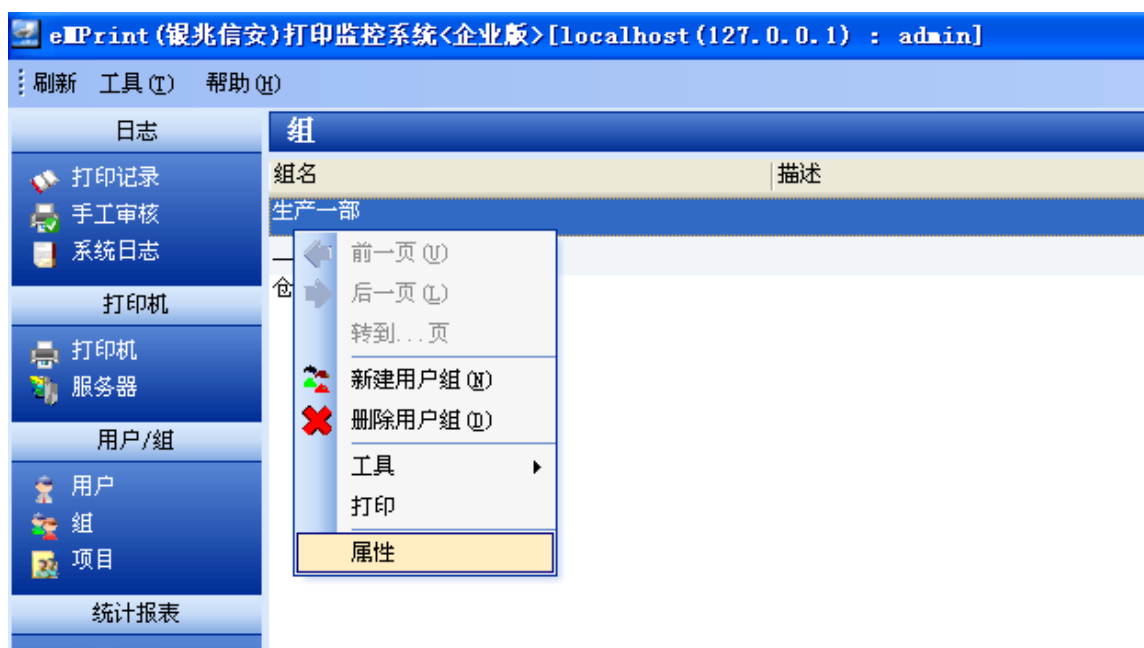 eMPrint(银兆信安)打印监控系统<企业版>[localhost(127.0.0.1) : admin]
刷新 工具(T) 帮助(H)
日志
打印记录
手工审核
系统日志
打印机
打印机
服务器
用户/组
用户
组
项目
统计报表
组
组名 描述
生产一部
仓
前一页(U)
后一页(L)
转到...页
新建用户组(N)
删除用户组(D)
工具
打印
属性